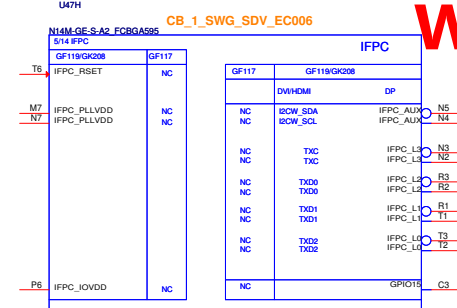 U47H
CB_1_SWG_SDV_EC006
N14M-GE-S-A2_FCBGA595
5/14 IFPC
IFPC
GF119/GK208 GF117
GF117 GF119/GK208
T6 IFPC_RSET NC
DVI/HDMI DP
M7 IFPC_PLLVDD NC
N7 IFPC_PLLVDD NC
NC I2CW_SDA IFPC_AUX N5
NC I2CW_SCL IFPC_AUX N4
NC TXC IFPC_L3 N3
NC TXC IFPC_L3 N2
NC TXD0 IFPC_L2 R3
NC TXD0 IFPC_L2 R2
NC TXD1 IFPC_L1 R1
NC TXD1 IFPC_L1 T1
NC TXD2 IFPC_L0 T3
NC TXD2 IFPC_L0 T2
P6 IFPC_IOVDD NC
NC GPIO15 C3